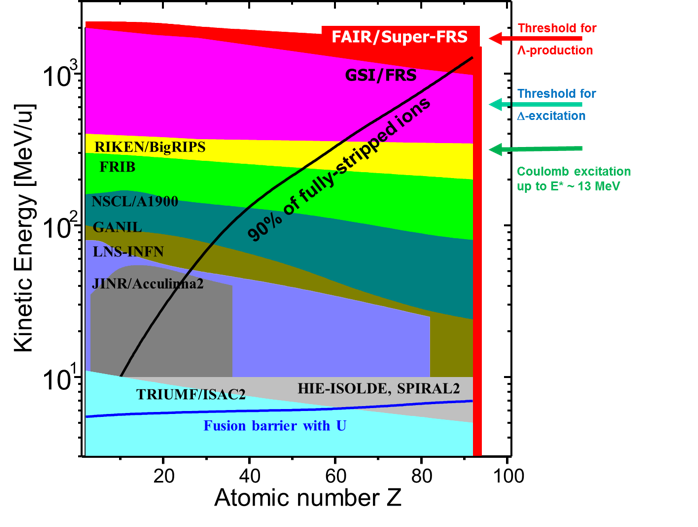 FAIR/Super-FRS
Threshold for
Λ-production
10³
GSI/FRS
Threshold for
Δ-excitation
90% of fully-stripped ions
RIKEN/BigRIPS
FRIB
Coulomb excitation
up to E* ~ 13 MeV
NSCL/A1900
10²
GANIL
LNS-INFN
JINR/Acculinna2
10¹
HIE-ISOLDE, SPIRAL2
TRIUMF/ISAC2
Fusion barrier with U
Kinetic Energy [MeV/u]
20
40
60
80
100
Atomic number Z